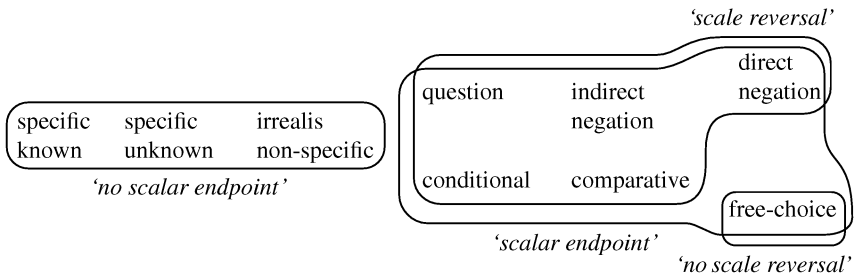 ‘scale reversal’
direct
question indirect negation
negation
specific specific irrealis
known unknown non-specific
‘no scalar endpoint’
conditional comparative
free-choice
‘scalar endpoint’
‘no scale reversal’